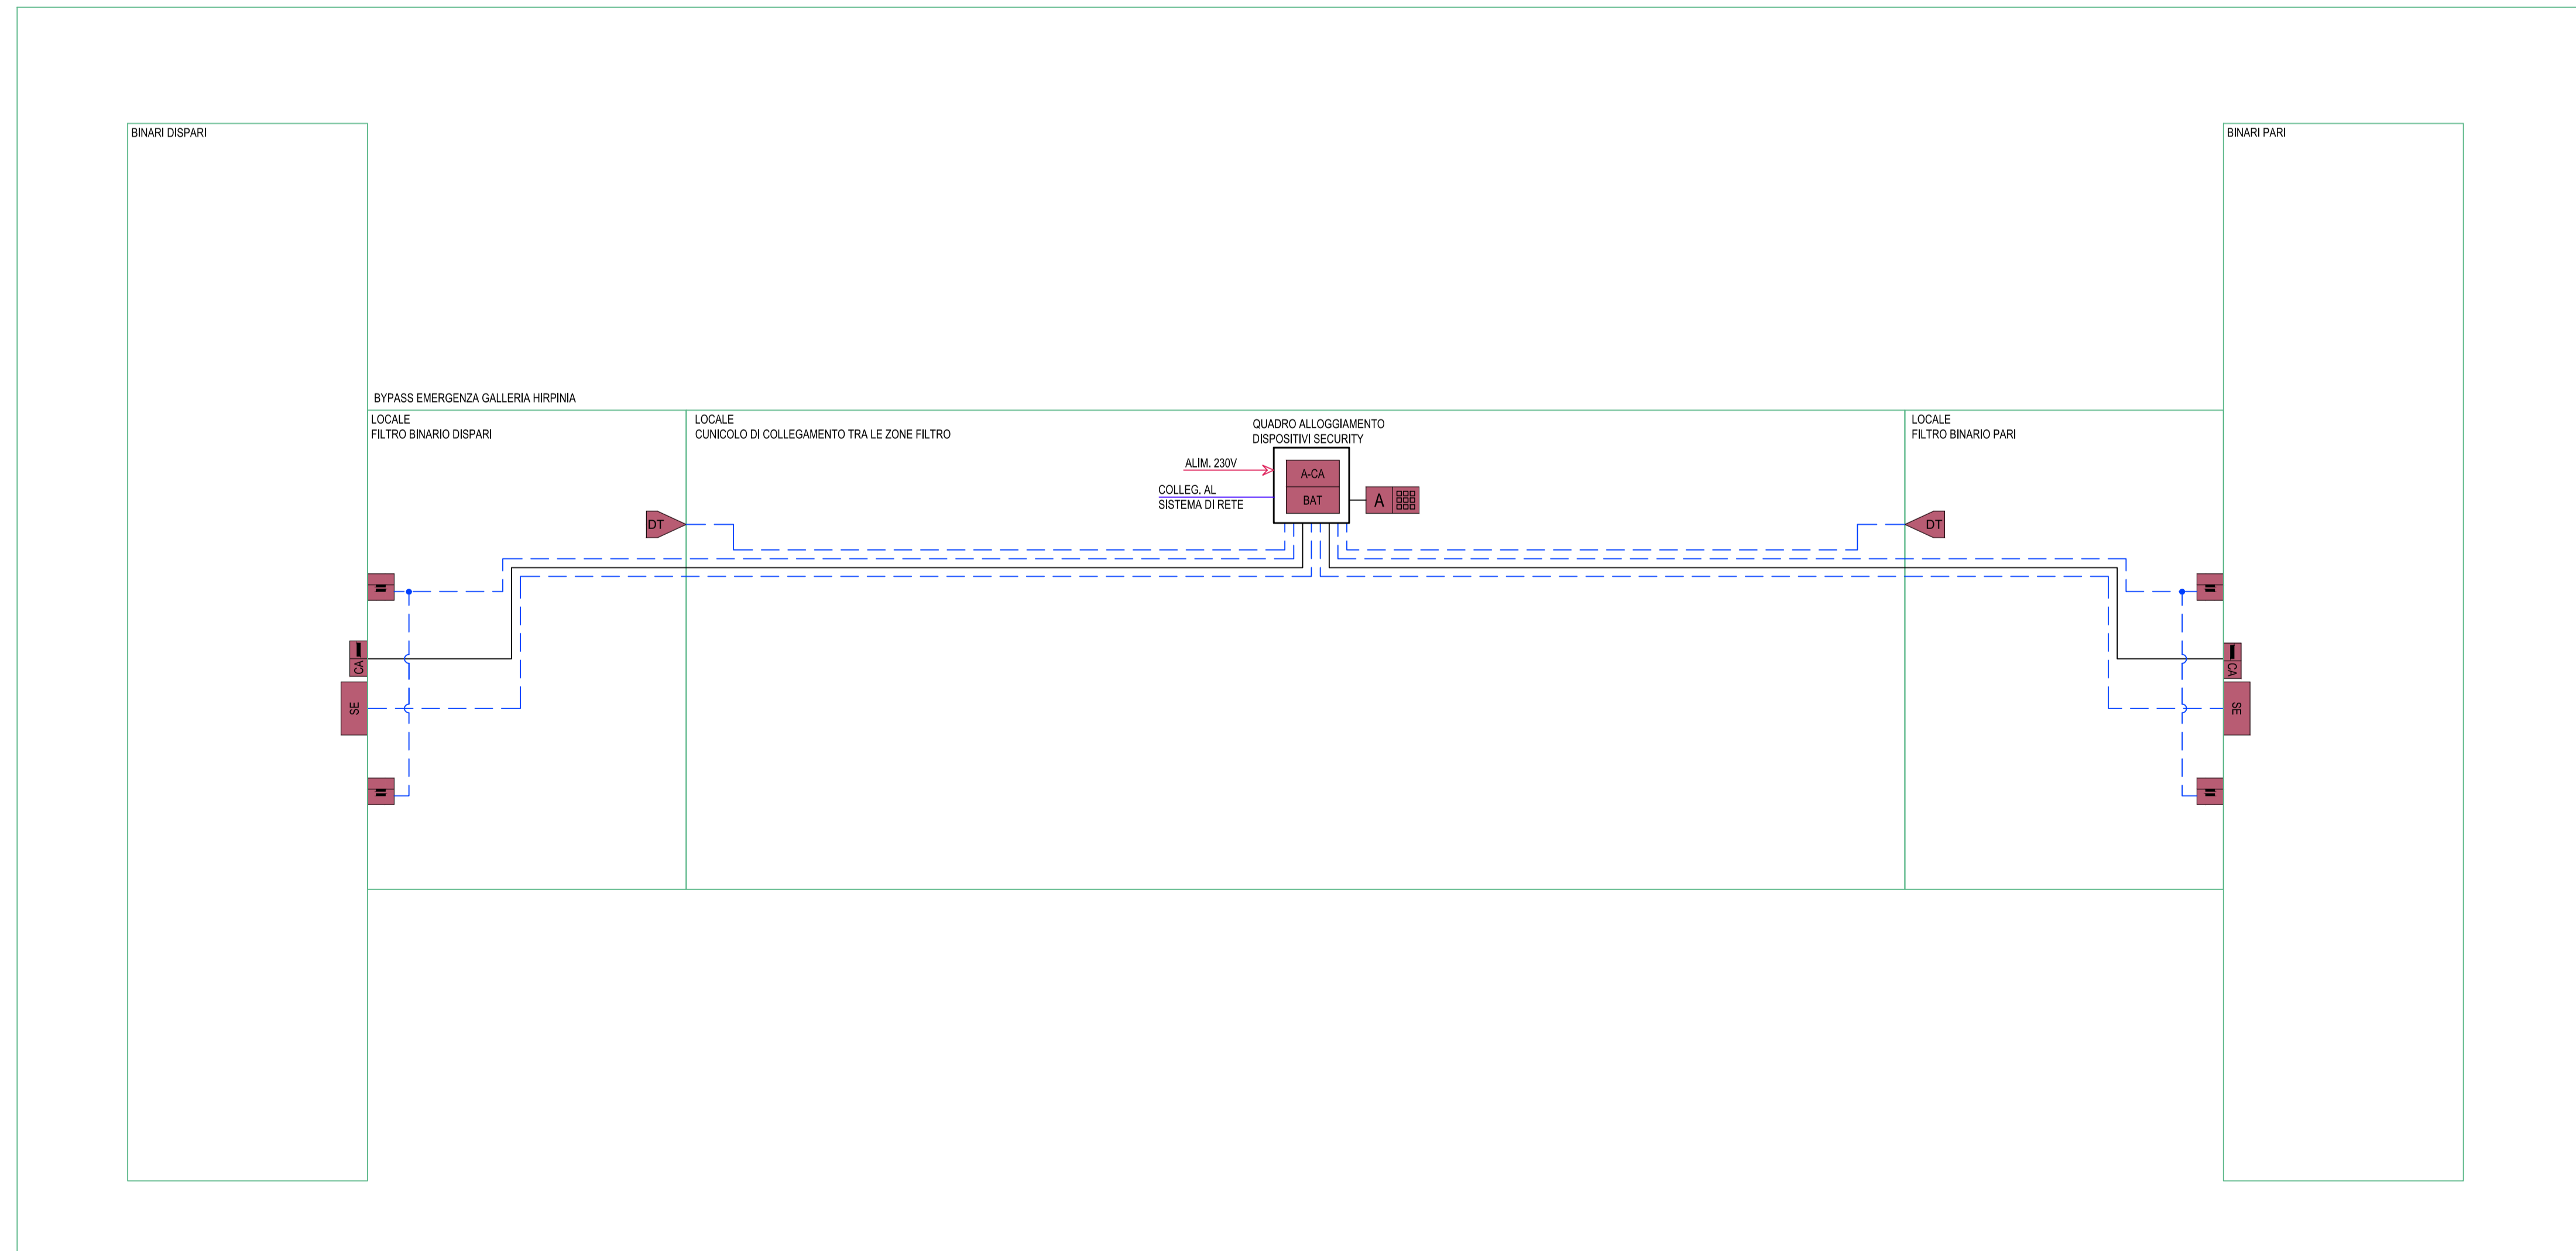 BINARI DISPARI
BINARI PARI
BYPASS EMERGENZA GALLERIA HIRPINIA
LOCALE
FILTRO BINARIO DISPARI
LOCALE
CUNICOLO DI COLLEGAMENTO TRA LE ZONE FILTRO
QUADRO ALLOGGIAMENTO
DISPOSITIVI SECURITY
LOCALE
FILTRO BINARIO PARI
ALIM. 230V
COLLEG. AL
SISTEMA DI RETE
A-CA
BAT
A
DT
DT
CA
SE
CA
SE